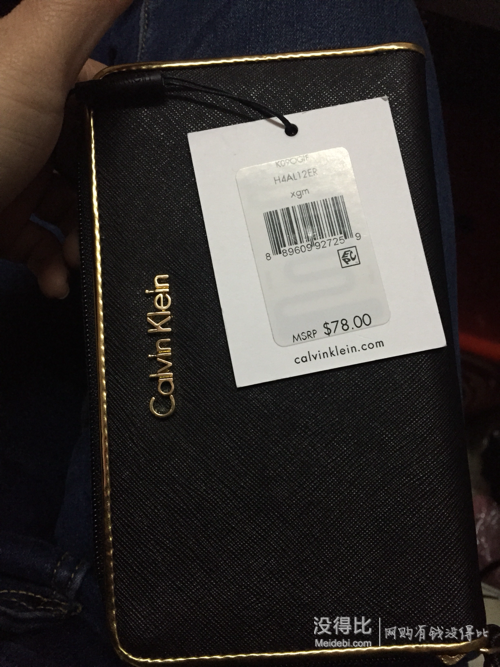 H4AL12ER
xgm
8 89609 92725 9
MSRP $78.00
calvinklein.com
Calvin Klein
没得比 网购有钱没得比
Meidebi.com